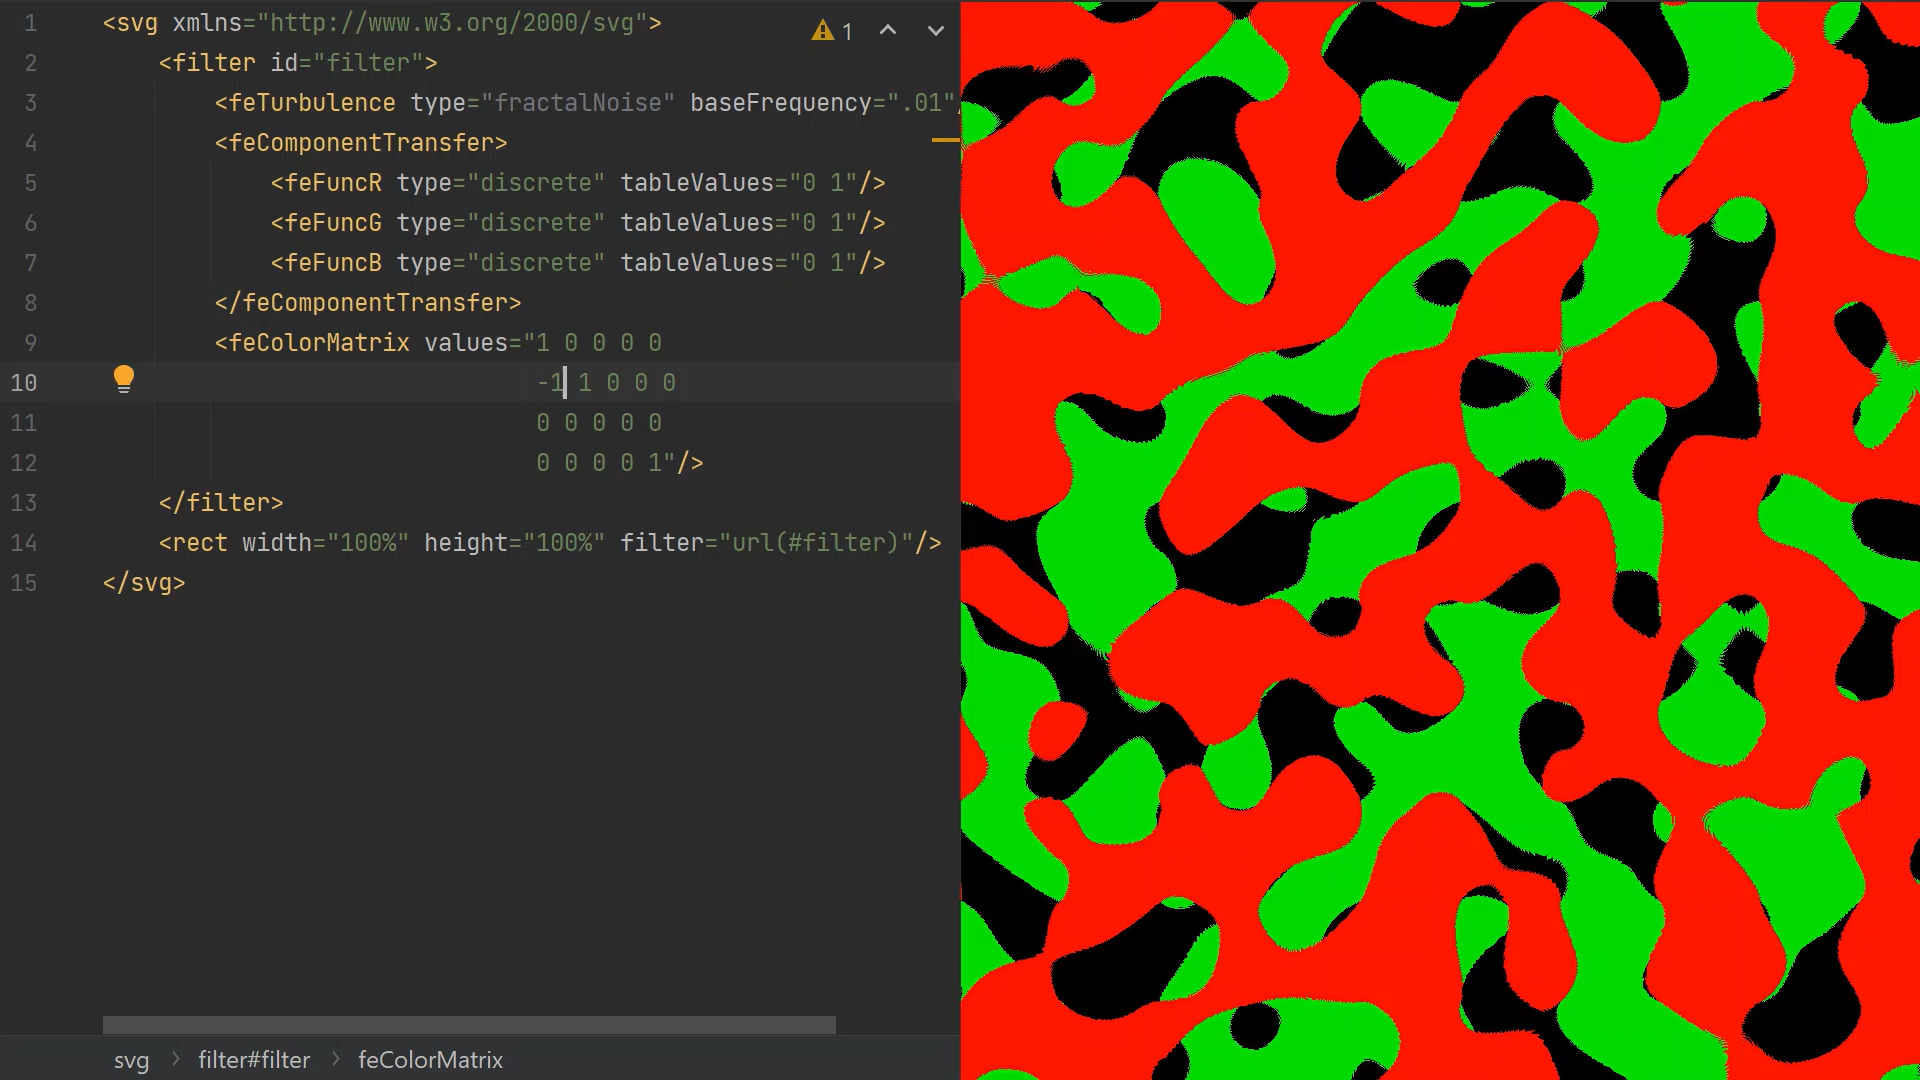 1 <svg xmlns="http://www.w3.org/2000/svg">
1
2 <filter id="filter">
3 <feTurbulence type="fractalNoise" baseFrequency=".01"
4 <feComponentTransfer>
5 <feFuncR type="discrete" tableValues="0 1"/>
6 <feFuncG type="discrete" tableValues="0 1"/>
7 <feFuncB type="discrete" tableValues="0 1"/>
8 </feComponentTransfer>
9 <feColorMatrix values="1 0 0 0 0
10 -1 1 0 0 0
11 0 0 0 0 0
12 0 0 0 0 1"/>
13 </filter>
14 <rect width="100%" height="100%" filter="url(#filter)"/>
15 </svg>
svg > filter#filter > feColorMatrix